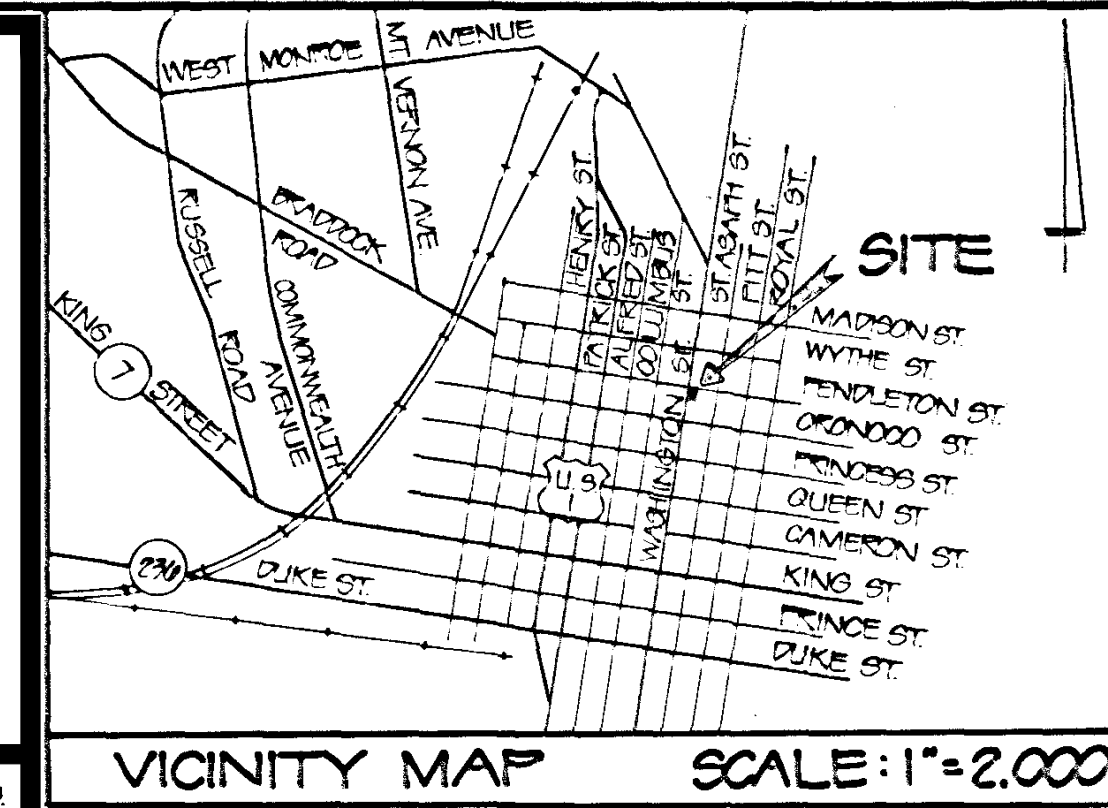 WEST MONROE AVENUE
MT VERNON AVE
BRADDOCK
ROAD
RUSSELL
ROAD
COMMONWEALTH
AVENUE
KING
7
STREET
236
DUKE ST.
HENRY ST.
PATRICK ST
ALFRED ST
COLUMBUS
ST.
WASHINGTON ST.
ST ASAPH ST.
PITT ST.
ROYAL ST.
SITE
MADISON ST.
WYTHE ST.
PENDLETON ST.
ORONOCO ST.
PRINCESS ST.
QUEEN ST
CAMERON ST.
KING ST
PRINCE ST.
DUKE ST.
U.S
1
VICINITY MAP
SCALE: 1"=2.000